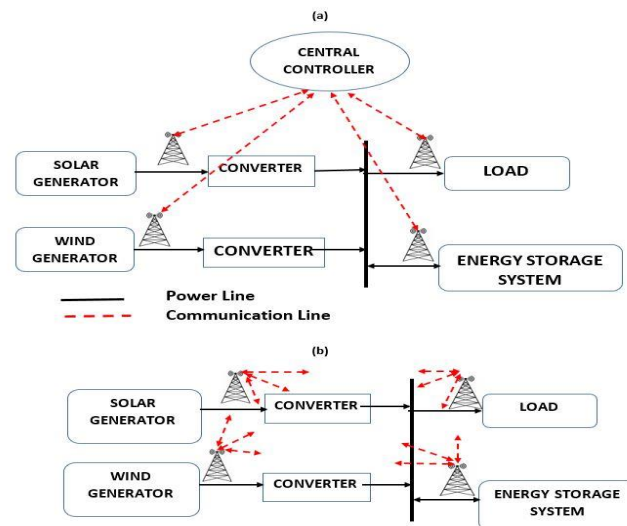 (a)
CENTRAL
CONTROLLER
SOLAR
GENERATOR
CONVERTER
LOAD
WIND
GENERATOR
CONVERTER
ENERGY STORAGE
SYSTEM
Power Line
Communication Line
(b)
SOLAR
GENERATOR
CONVERTER
LOAD
WIND
GENERATOR
CONVERTER
ENERGY STORAGE
SYSTEM